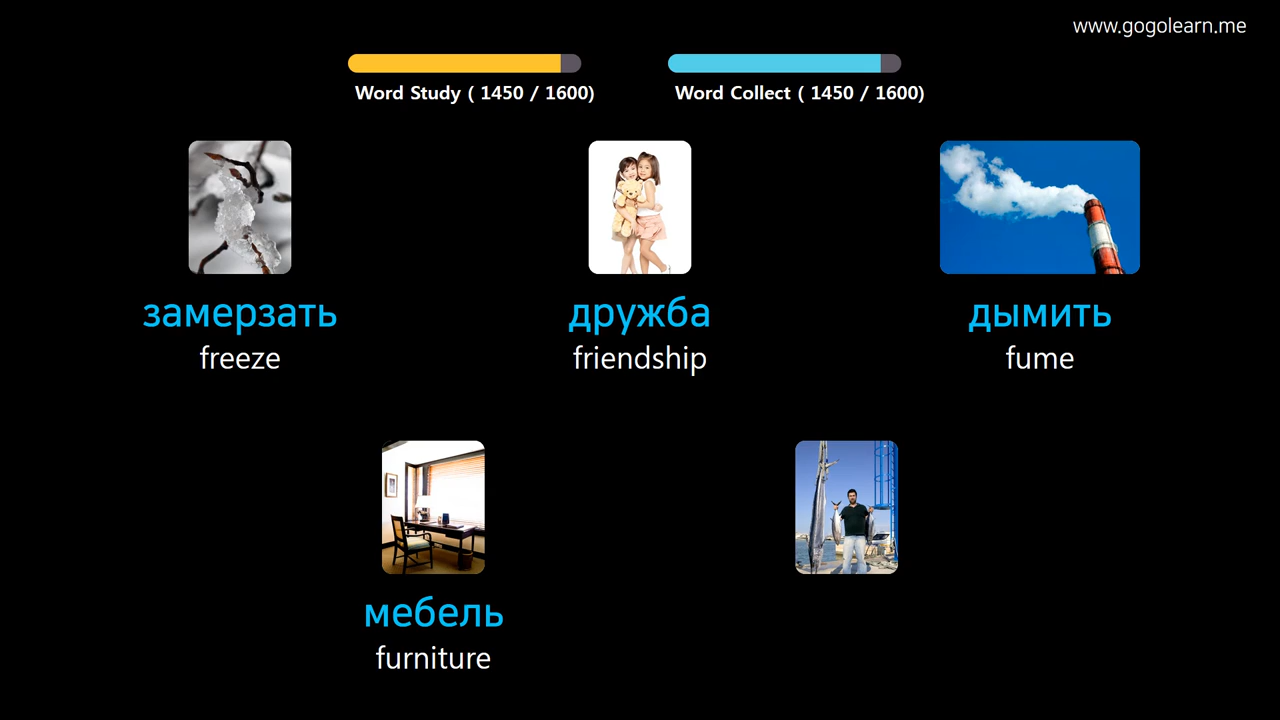 www.gogolearn.me
Word Study ( 1450 / 1600)
Word Collect ( 1450 / 1600)
замерзать
freeze
дружба
friendship
дымить
fume
мебель
furniture